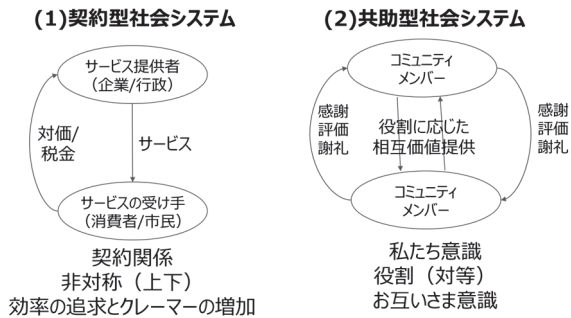 (1)契約型社会システム
サービス提供者
(企業/行政)
対価/
税金
サービス
サービスの受け手
(消費者/市民)
契約関係
非対称（上下）
効率の追求とクレーマーの増加
(2)共助型社会システム
コミュニティ
メンバー
感謝
評価
謝礼
役割に応じた
相互価値提供
感謝
評価
謝礼
コミュニティ
メンバー
私たち意識
役割（対等）
お互いさま意識